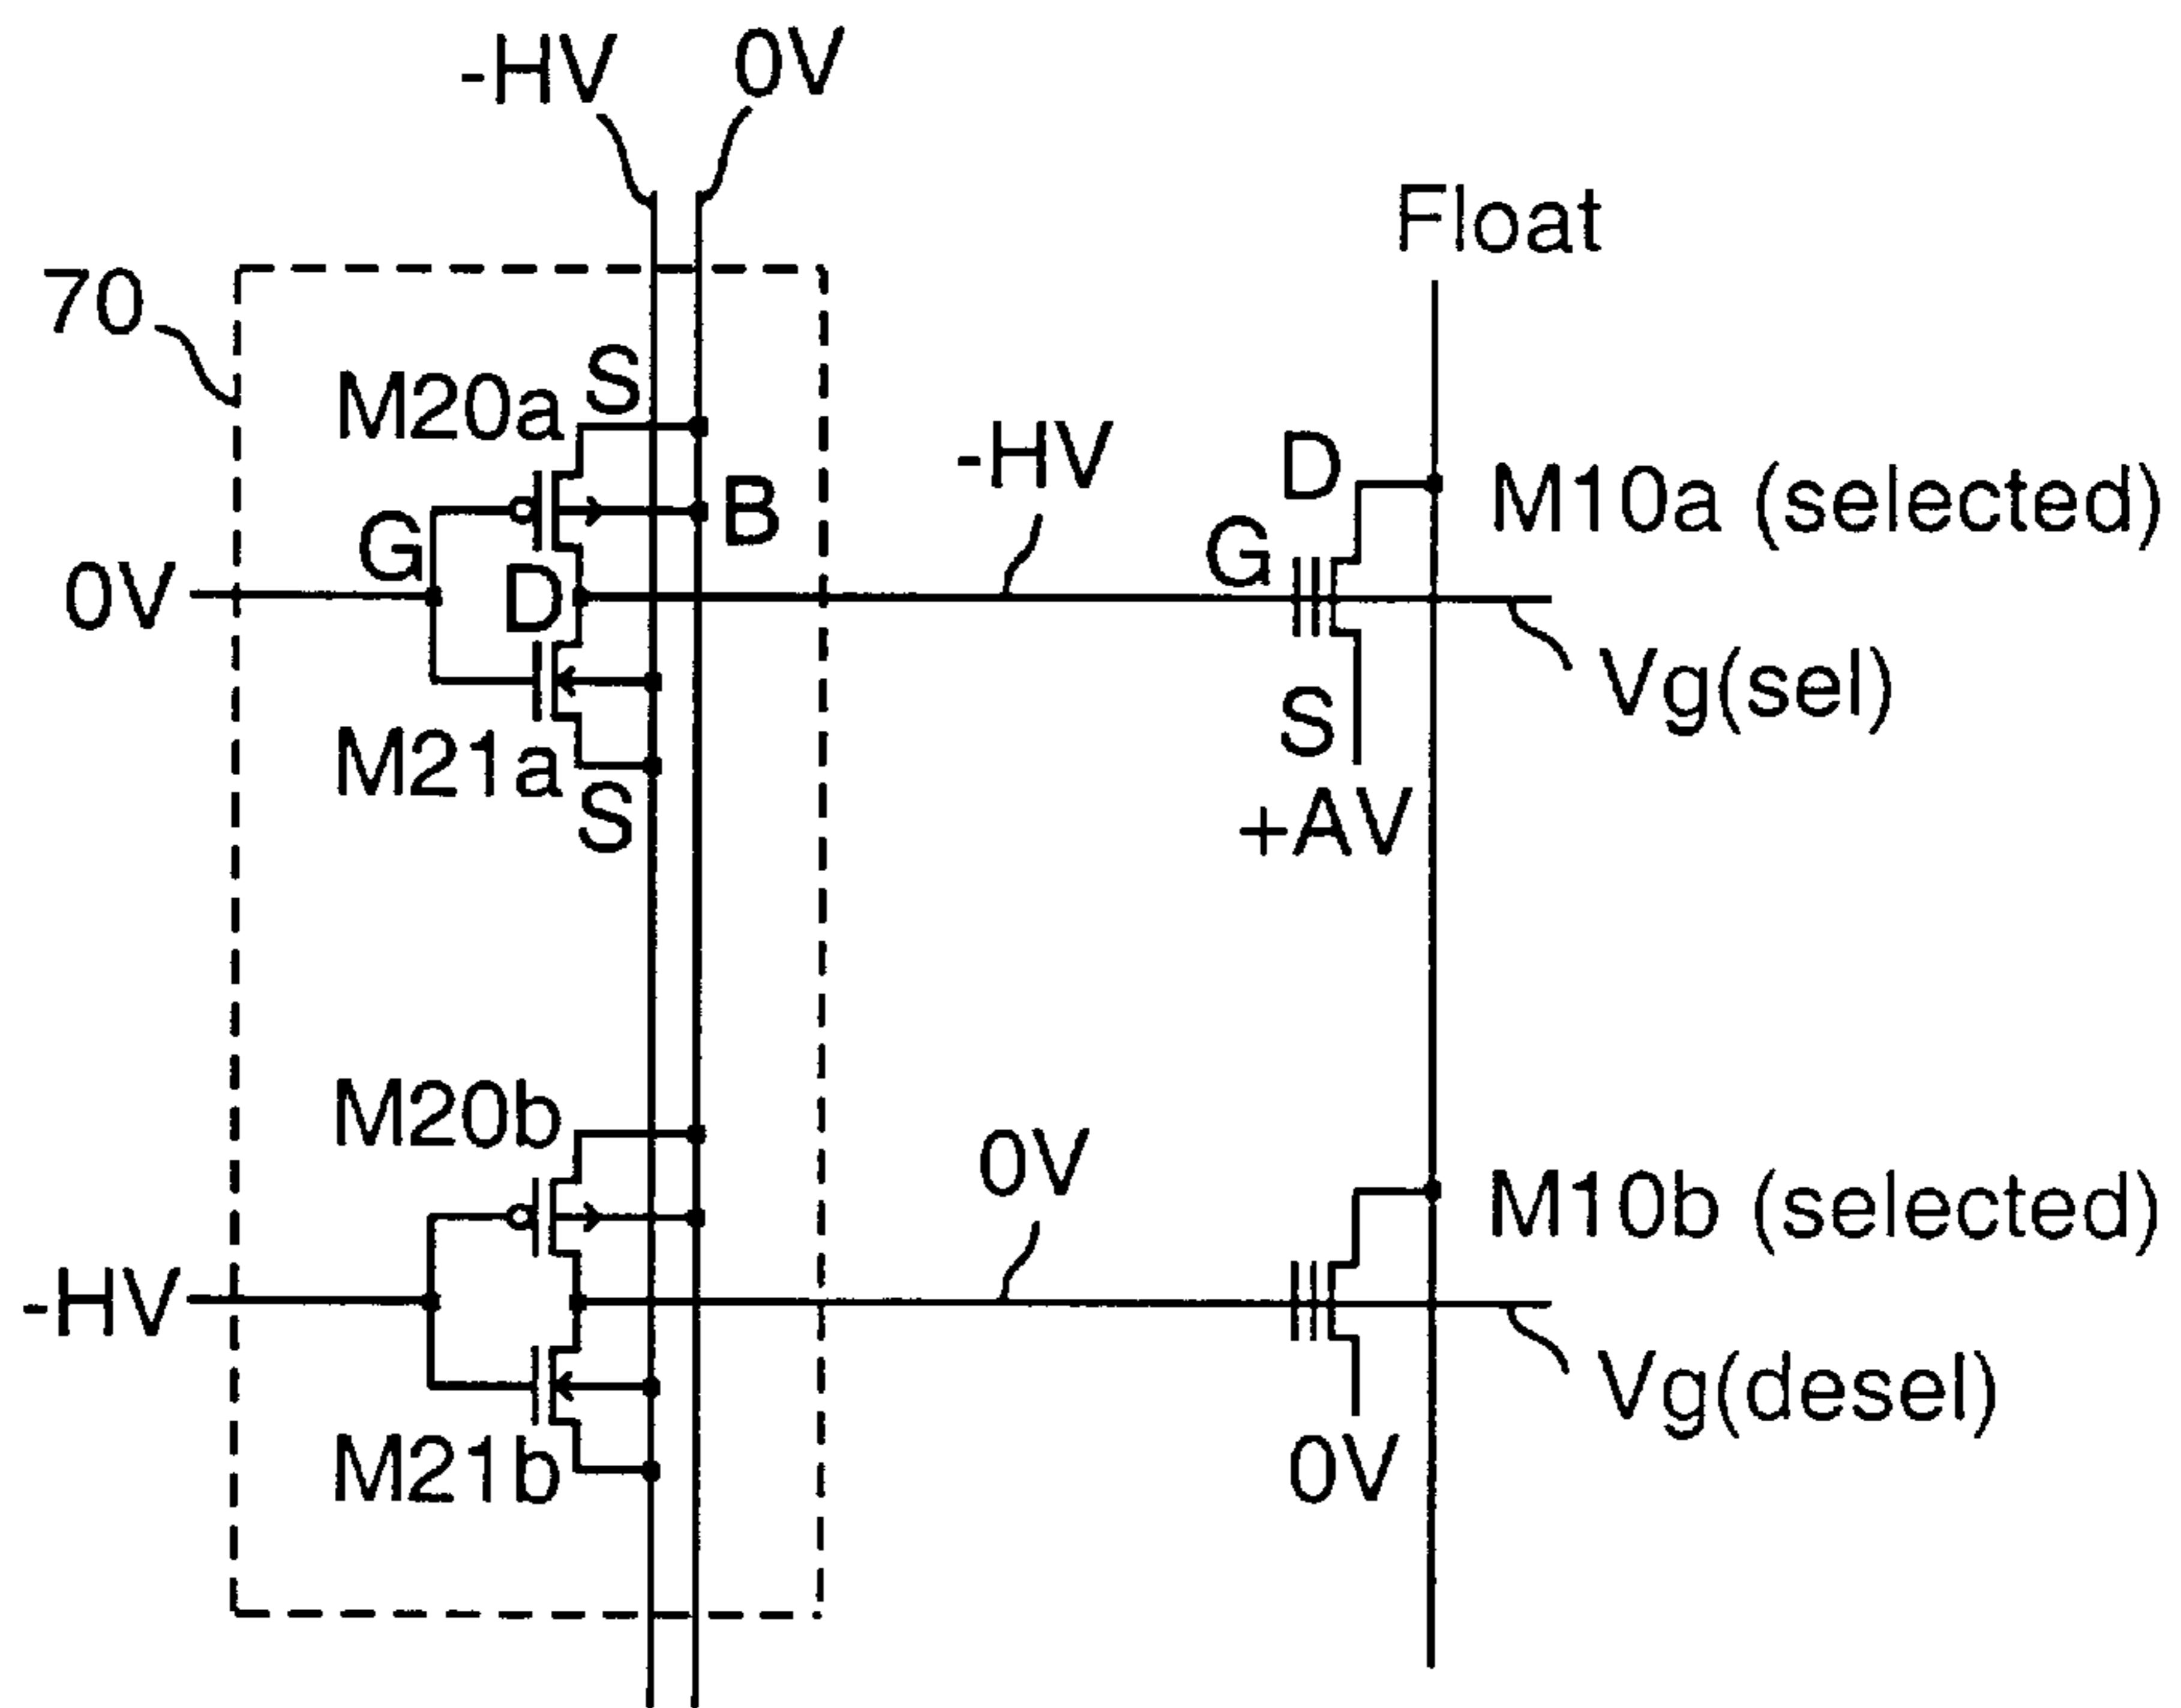 -HV
0V
Float
70
M20a
S
B
G
D
0V
M21a
S
-HV
D
G
M10a (selected)
Vg(sel)
S
+AV
M20b
-HV
M21b
0V
M10b (selected)
Vg(desel)
0V